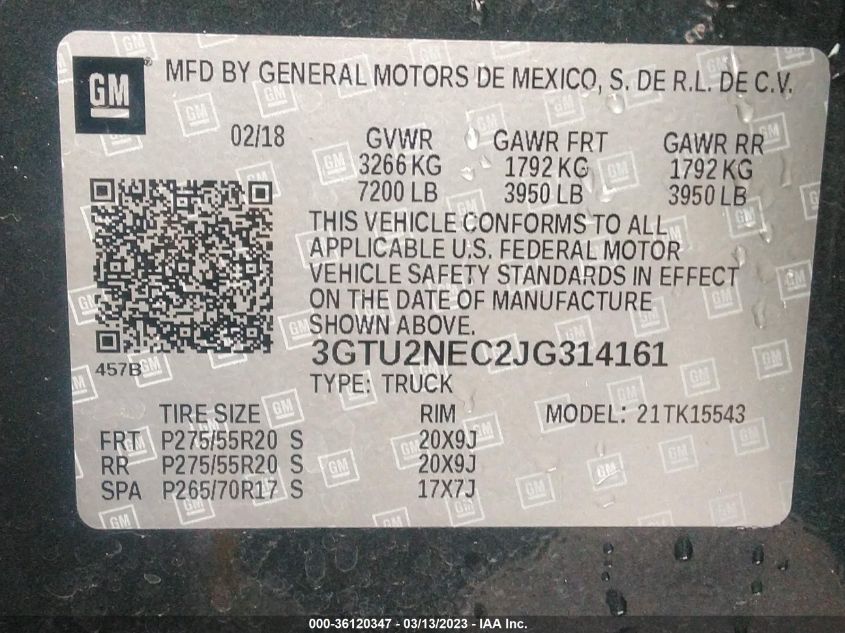 GM® MFD BY GENERAL MOTORS DE MEXICO, S. DE R.L. DE C.V.
02/18 GVWR GAWR FRT GAWR RR
3266 KG 1792 KG 1792 KG
7200 LB 3950 LB 3950 LB
THIS VEHICLE CONFORMS TO ALL
APPLICABLE U.S. FEDERAL MOTOR
VEHICLE SAFETY STANDARDS IN EFFECT
ON THE DATE OF MANUFACTURE
SHOWN ABOVE.
3GTU2NEC2JG314161
457B
TYPE: TRUCK
TIRE SIZE RIM MODEL: 21TK15543
FRT P275/55R20 S 20X9J
RR P275/55R20 S 20X9J
SPA P265/70R17 S 17X7J
000-36120347 - 03/13/2023 - IAA Inc.